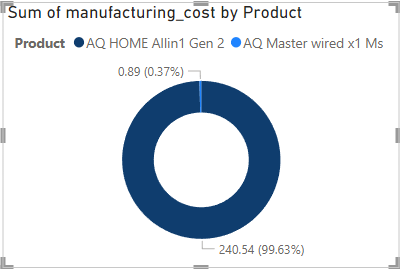 Sum of manufacturing_cost by Product
Product AQ HOME Allin1 Gen 2 AQ Master wired x1 Ms
0.89 (0.37%)
240.54 (99.63%)